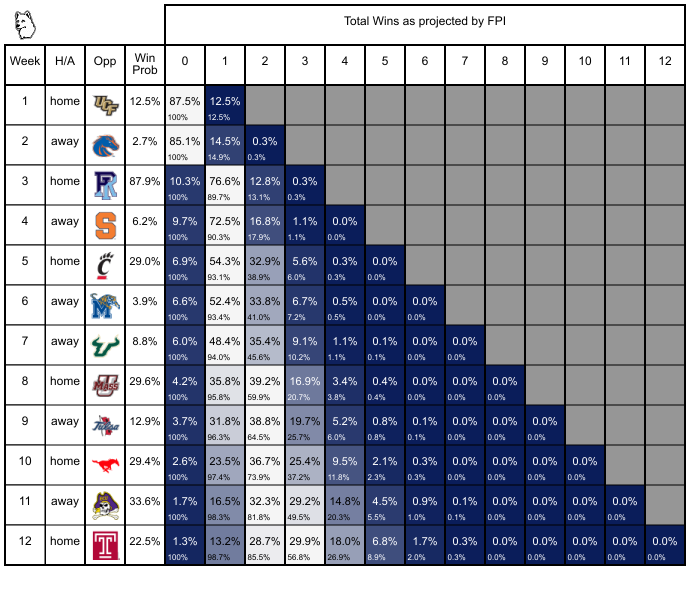 Total Wins as projected by FPI
Week H/A Opp Win Prob 0 1 2 3 4 5 6 7 8 9 10 11 12
1 home UCF 12.5% 87.5% 12.5%
100% 12.5%
2 away 2.7% 85.1% 14.5% 0.3%
100% 14.9% 0.3%
3 home R 87.9% 10.3% 76.6% 12.8% 0.3%
100% 89.7% 13.1% 0.3%
4 away S 6.2% 9.7% 72.5% 16.8% 1.1% 0.0%
100% 90.3% 17.9% 1.1% 0.0%
5 home C 29.0% 6.9% 54.3% 32.9% 5.6% 0.3% 0.0%
100% 93.1% 38.9% 6.0% 0.3% 0.0%
6 away M 3.9% 6.6% 52.4% 33.8% 6.7% 0.5% 0.0% 0.0%
100% 93.4% 41.0% 7.2% 0.5% 0.0% 0.0%
7 away 8.8% 6.0% 48.4% 35.4% 9.1% 1.1% 0.1% 0.0% 0.0%
100% 94.0% 45.6% 10.2% 1.1% 0.1% 0.0% 0.0%
8 home UMass 29.6% 4.2% 35.8% 39.2% 16.9% 3.4% 0.4% 0.0% 0.0% 0.0%
100% 95.8% 59.9% 20.7% 3.8% 0.4% 0.0% 0.0% 0.0%
9 away Tulsa 12.9% 3.7% 31.8% 38.8% 19.7% 5.2% 0.8% 0.1% 0.0% 0.0% 0.0%
100% 96.3% 64.5% 25.7% 6.0% 0.8% 0.1% 0.0% 0.0% 0.0%
10 home 29.4% 2.6% 23.5% 36.7% 25.4% 9.5% 2.1% 0.3% 0.0% 0.0% 0.0% 0.0%
100% 97.4% 73.9% 37.2% 11.8% 2.3% 0.3% 0.0% 0.0% 0.0% 0.0%
11 away 33.6% 1.7% 16.5% 32.3% 29.2% 14.8% 4.5% 0.9% 0.1% 0.0% 0.0% 0.0% 0.0%
100% 98.3% 81.8% 49.5% 20.3% 5.5% 1.0% 0.1% 0.0% 0.0% 0.0% 0.0%
12 home T 22.5% 1.3% 13.2% 28.7% 29.9% 18.0% 6.8% 1.7% 0.3% 0.0% 0.0% 0.0% 0.0% 0.0%
100% 98.7% 85.5% 56.8% 26.9% 8.9% 2.0% 0.3% 0.0% 0.0% 0.0% 0.0% 0.0%